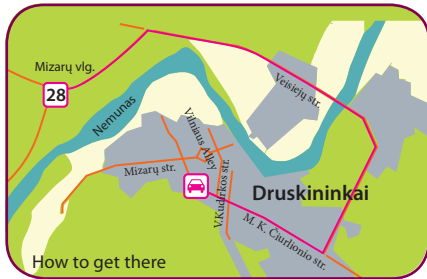 Mizarų vlg.
28
Nemunas
Veisiejų str.
Vilniaus Alley
Mizarų str.
V.Kudirkos str.
Druskininkai
M. K. Čiurlionio str.
How to get there